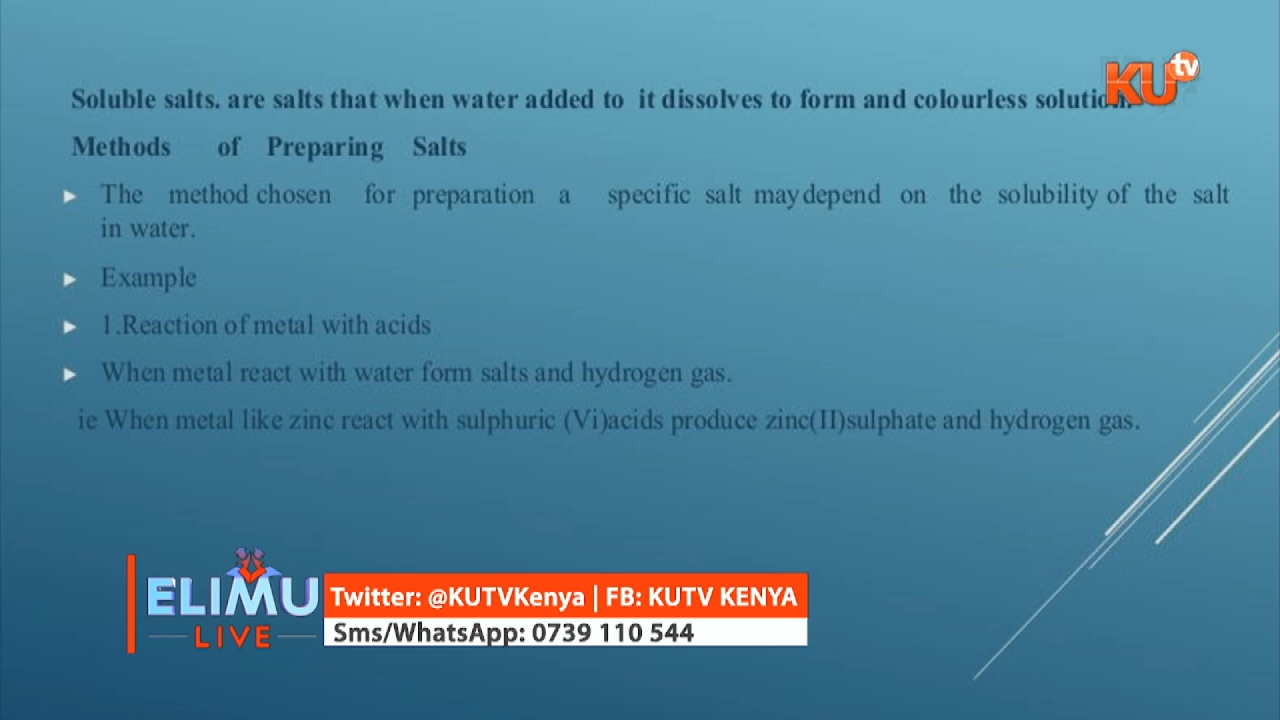 KU tv
Soluble salts. are salts that when water added to it dissolves to form and colourless solution.
Methods of Preparing Salts
The method chosen for preparation a specific salt may depend on the solubility of the salt
in water.
Example
1.Reaction of metal with acids
When metal react with water form salts and hydrogen gas.
ie When metal like zinc react with sulphuric (Vi)acids produce zinc(II)sulphate and hydrogen gas.
ELIMU
LIVE
Twitter: @KUTVKenya | FB: KUTV KENYA
Sms/WhatsApp: 0739 110 544